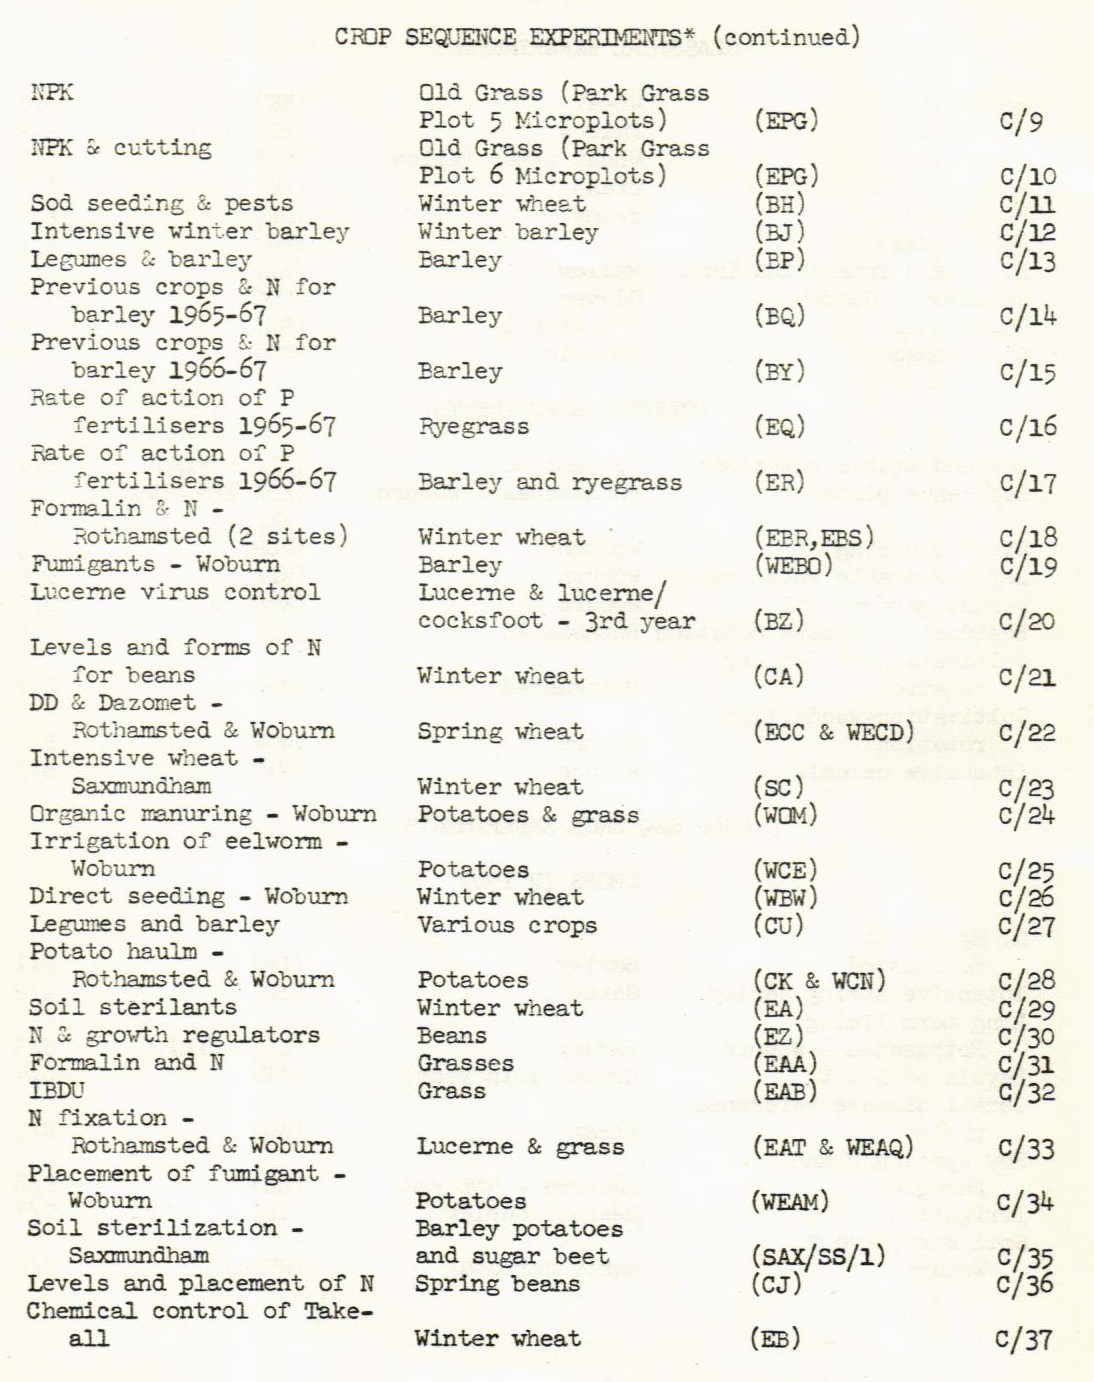 CROP SEQUENCE EXPERIMENTS* (continued)
NPK Old Grass (Park Grass
Plot 5 Microplots) (EPG) C/9
NPK & cutting Old Grass (Park Grass
Plot 6 Microplots) (EPG) C/10
Sod seeding & pests Winter wheat (BH) C/11
Intensive winter barley Winter barley (BJ) C/12
Legumes & barley Barley (BP) C/13
Previous crops & N for
barley 1965-67 Barley (BQ) C/14
Previous crops & N for
barley 1966-67 Barley (BY) C/15
Rate of action of P
fertilisers 1965-67 Ryegrass (EQ) C/16
Rate of action of P
fertilisers 1966-67 Barley and ryegrass (ER) C/17
Formalin & N -
Rothamsted (2 sites) Winter wheat (EBR,EBS) C/18
Fumigants - Woburn Barley (WEBO) C/19
Lucerne virus control Lucerne & lucerne/
cocksfoot - 3rd year (BZ) C/20
Levels and forms of N
for beans Winter wheat (CA) C/21
DD & Dazomet -
Rothamsted & Woburn Spring wheat (ECC & WECD) C/22
Intensive wheat -
Saxmundham Winter wheat (SC) C/23
Organic manuring - Woburn Potatoes & grass (WOM) C/24
Irrigation of eelworm -
Woburn Potatoes (WCE) C/25
Direct seeding - Woburn Winter wheat (WBW) C/26
Legumes and barley Various crops (CU) C/27
Potato haulm -
Rothamsted & Woburn Potatoes (CK & WCN) C/28
Soil sterilants Winter wheat (EA) C/29
N & growth regulators Beans (EZ) C/30
Formalin and N Grasses (EAA) C/31
IBDU Grass (EAB) C/32
N fixation -
Rothamsted & Woburn Lucerne & grass (EAT & WEAQ) C/33
Placement of fumigant -
Woburn Potatoes (WEAM) C/34
Soil sterilization - Barley potatoes
Saxmundham and sugar beet (SAX/SS/1) C/35
Levels and placement of N Spring beans (CJ) C/36
Chemical control of Take-
all Winter wheat (EB) C/37